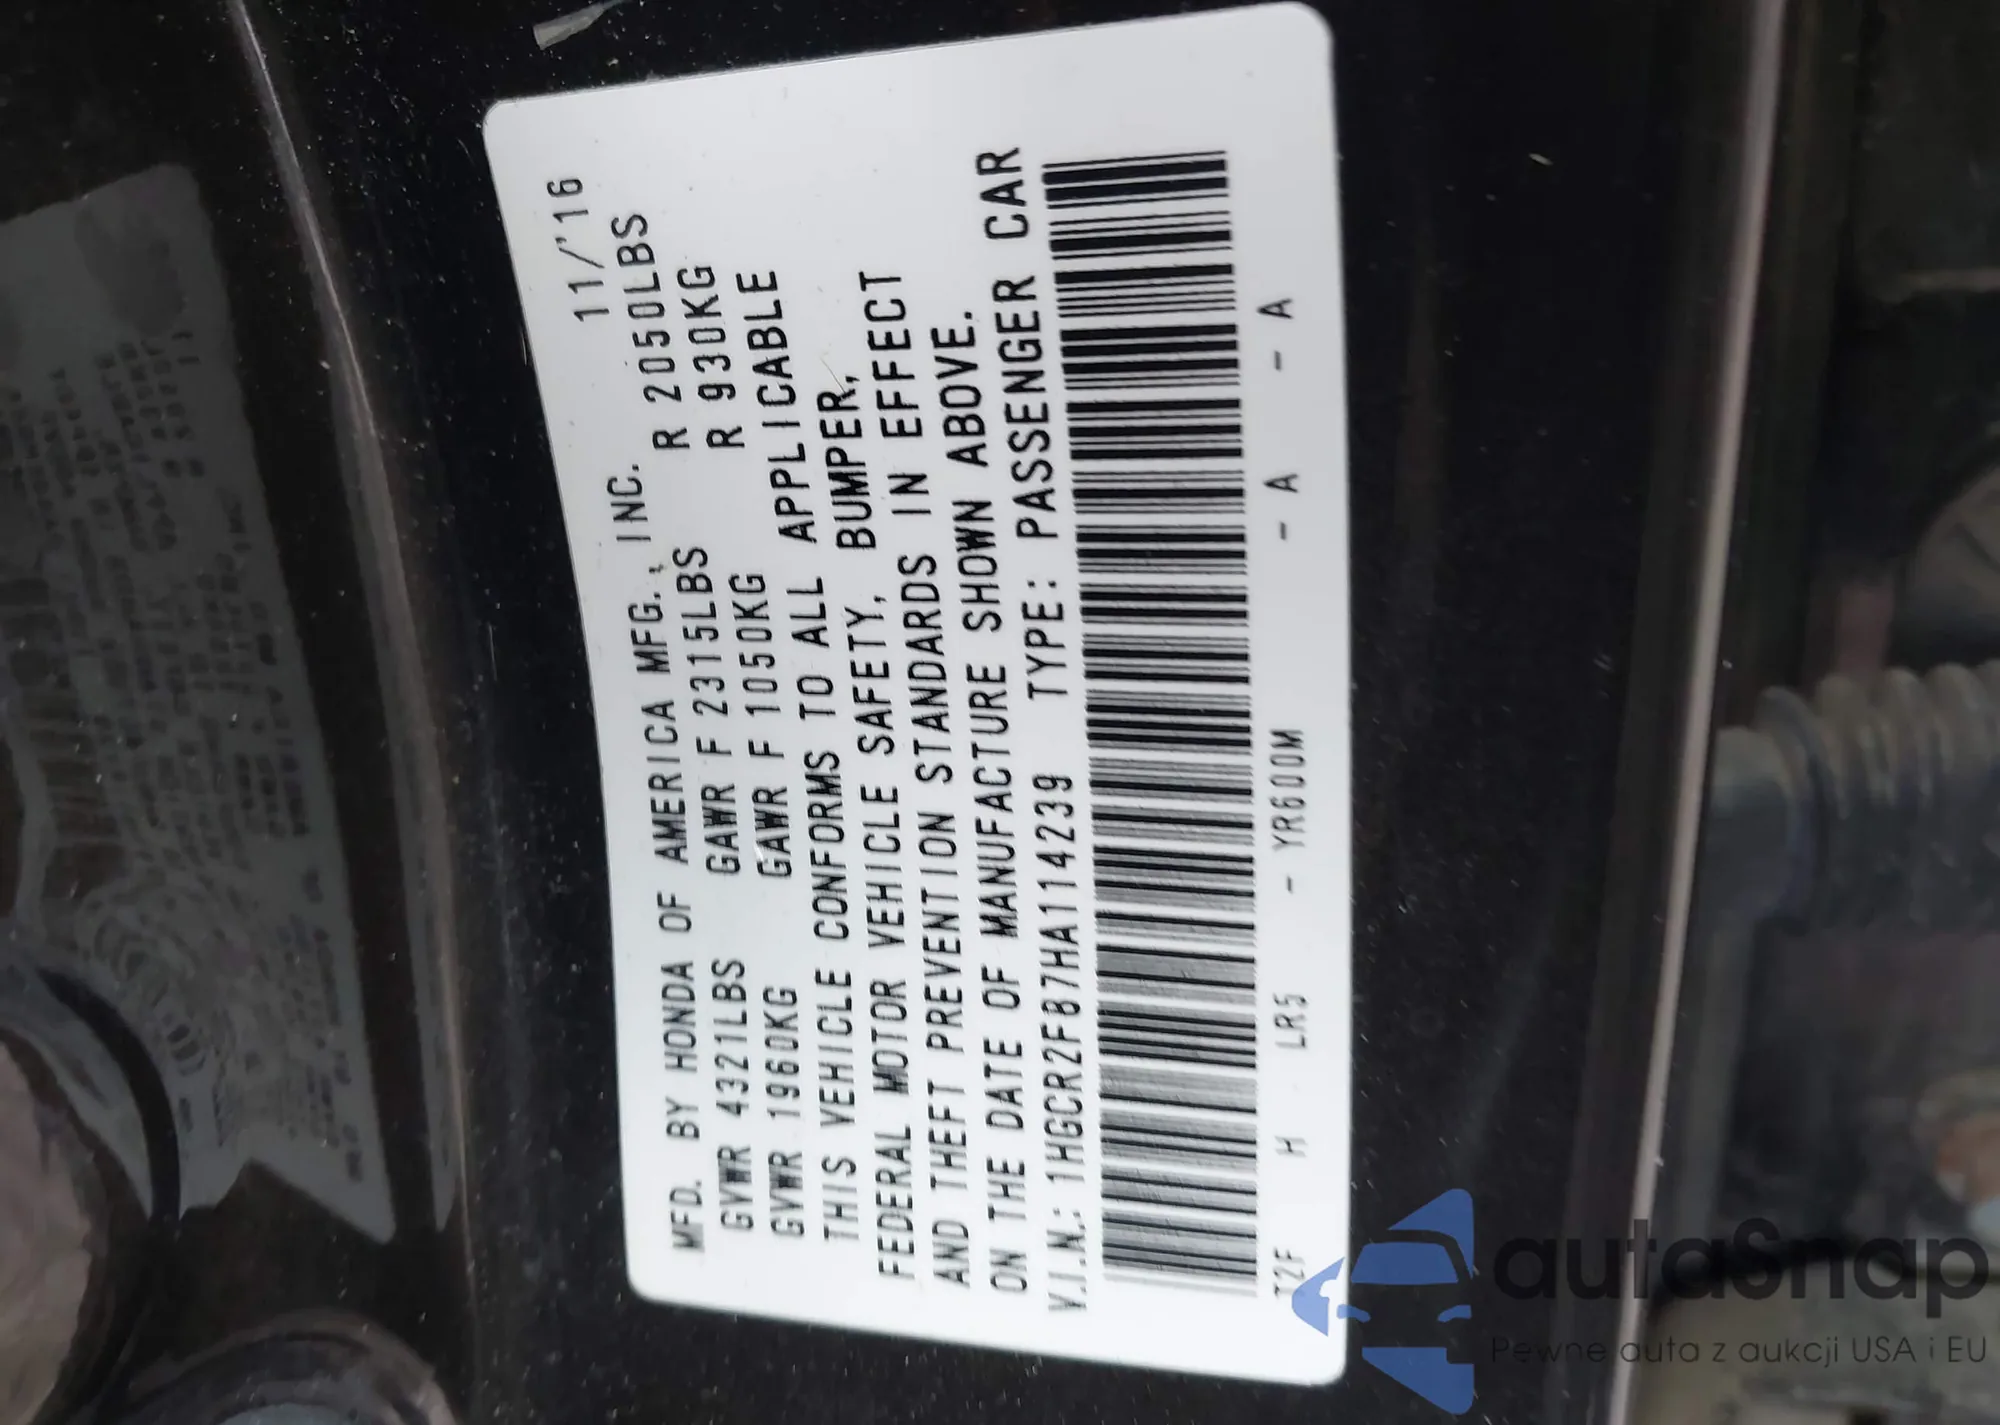 11/'16
MFD. BY HONDA OF AMERICA MFG., INC.
GVWR 4321LBS GAWR F 2315LBS R 2050LBS
GVWR 1960KG GAWR F 1050KG R 930KG
THIS VEHICLE CONFORMS TO ALL APPLICABLE
FEDERAL MOTOR VEHICLE SAFETY, BUMPER,
AND THEFT PREVENTION STANDARDS IN EFFECT
ON THE DATE OF MANUFACTURE SHOWN ABOVE.
V.I.N.: 1HGCR2F87HA114239 TYPE: PASSENGER CAR
T2F H LR5 - YR600M - A - A
autaSnap
Pewne auta z aukcji USA i EU